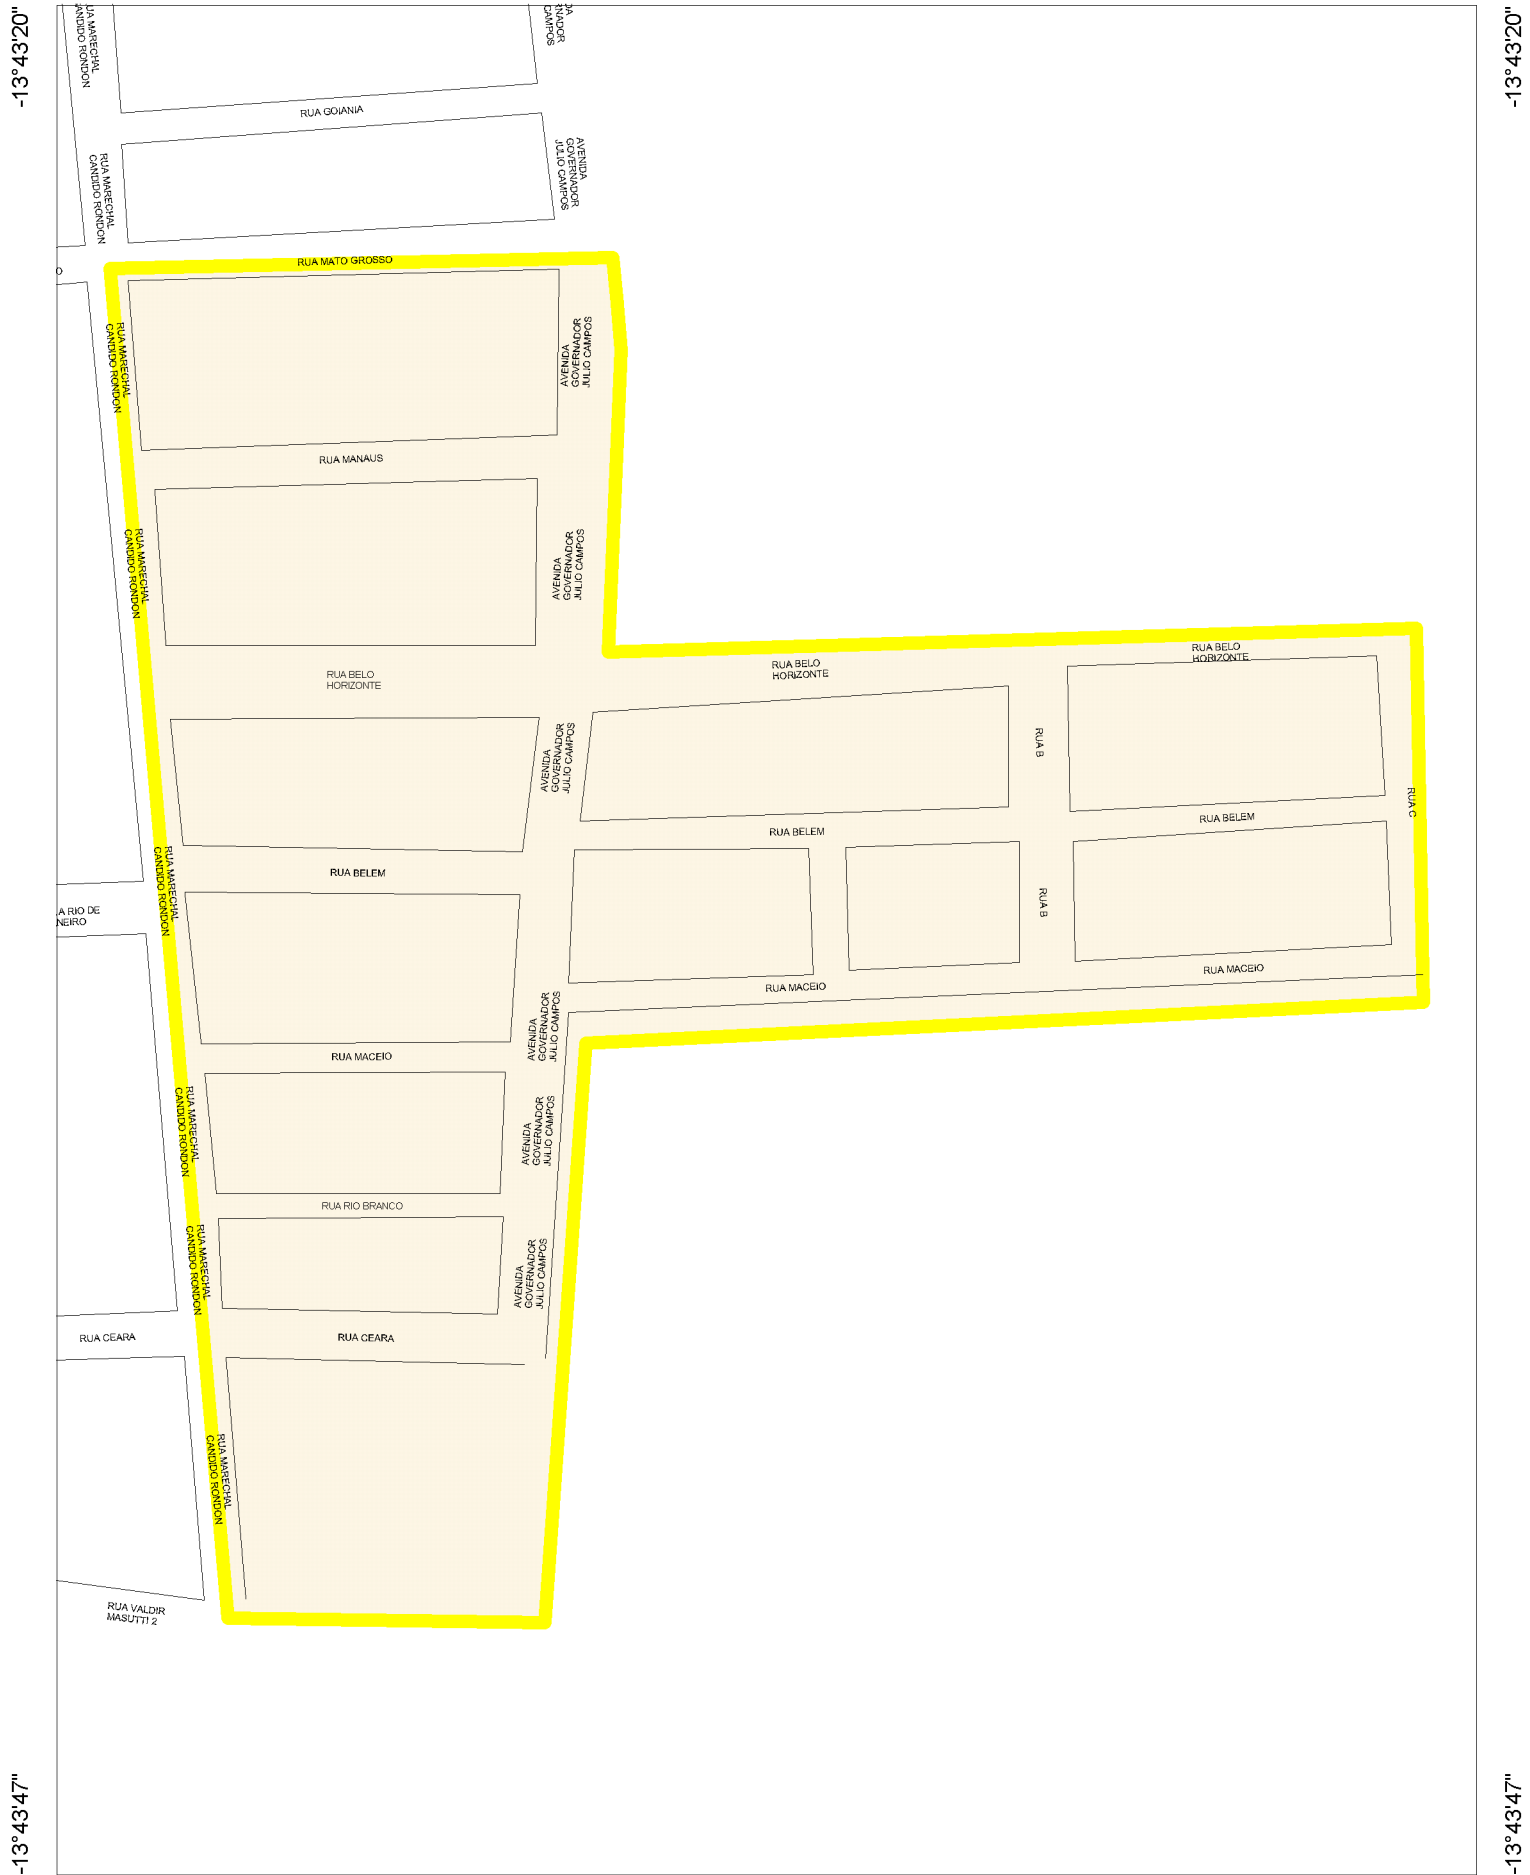 -13°43'20"
-13°43'20"
UA MARECHAL
ANDIDO RONDON
DA
RNADOR
CAMPOS
RUA GOIANIA
RUA MARECHAL
CANDIDO RONDON
AVENIDA
GOVERNADOR
JULIO CAMPOS
O
RUA MATO GROSSO
RUA MARECHAL
CANDIDO RONDON
AVENIDA
GOVERNADOR
JULIO CAMPOS
RUA MANAUS
RUA MARECHAL
CANDIDO RONDON
AVENIDA
GOVERNADOR
JULIO CAMPOS
RUA BELO
HORIZONTE
RUA BELO
HORIZONTE
RUA BELO
HORIZONTE
AVENIDA
GOVERNADOR
JULIO CAMPOS
RUA B
RUA C
RUA BELEM
RUA BELEM
RUA BELEM
RUA MARECHAL
CANDIDO RONDON
A RIO DE
NEIRO
RUA B
RUA MACEIO
RUA MACEIO
AVENIDA
GOVERNADOR
JULIO CAMPOS
RUA MACEIO
RUA MARECHAL
CANDIDO RONDON
AVENIDA
GOVERNADOR
JULIO CAMPOS
RUA RIO BRANCO
RUA MARECHAL
CANDIDO RONDON
AVENIDA
GOVERNADOR
JULIO CAMPOS
RUA CEARA
RUA CEARA
RUA MARECHAL
CANDIDO RONDON
RUA VALDIR
MASUTTI 2
-13°43'47"
-13°43'47"